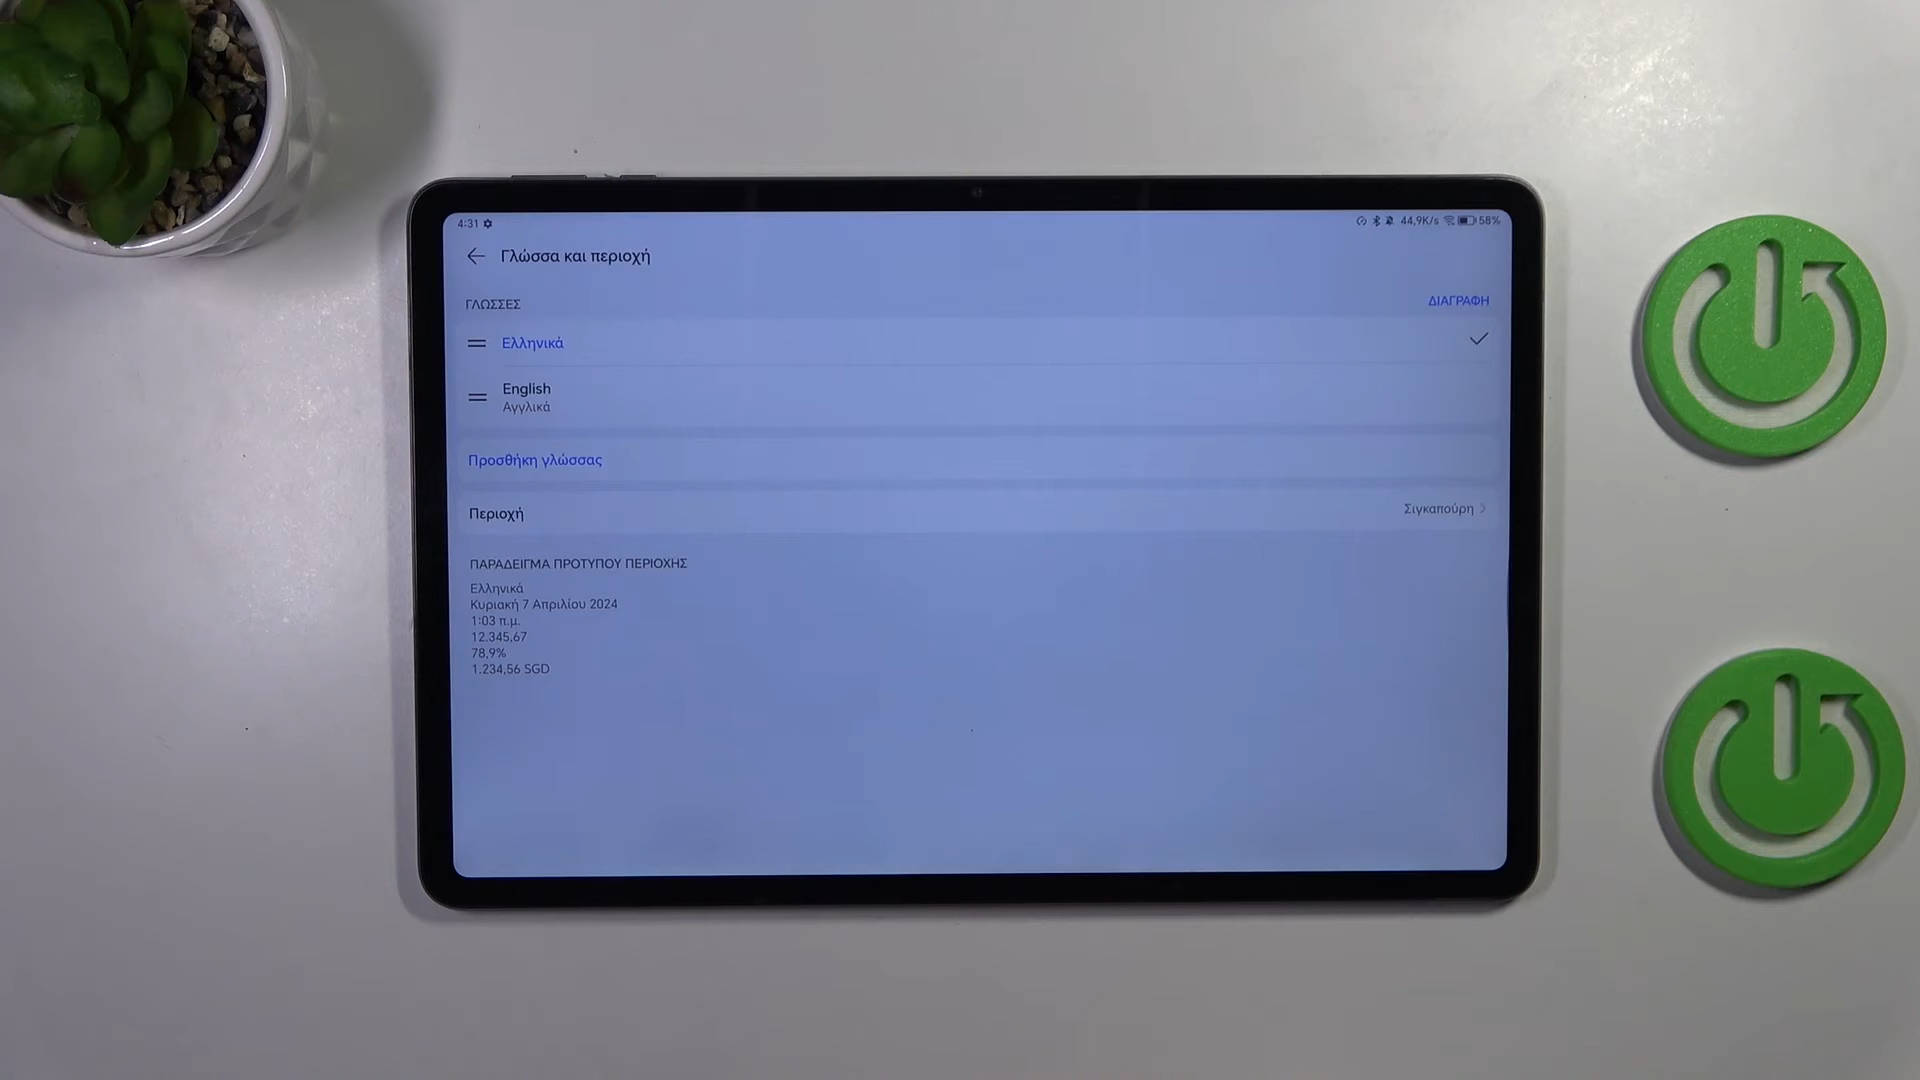 4:31
44,9K/s 58%
Γλώσσα και περιοχή
ΓΛΩΣΣΕΣ
ΔΙΑΓΡΑΦΗ
Ελληνικά
English
Αγγλικά
Προσθήκη γλώσσας
Περιοχή
Σιγκαπούρη
ΠΑΡΑΔΕΙΓΜΑ ΠΡΟΤΥΠΟΥ ΠΕΡΙΟΧΗΣ
Ελληνικά
Κυριακή 7 Απριλίου 2024
1:03 π.μ.
12.345,67
78,9%
1.234,56 SGD